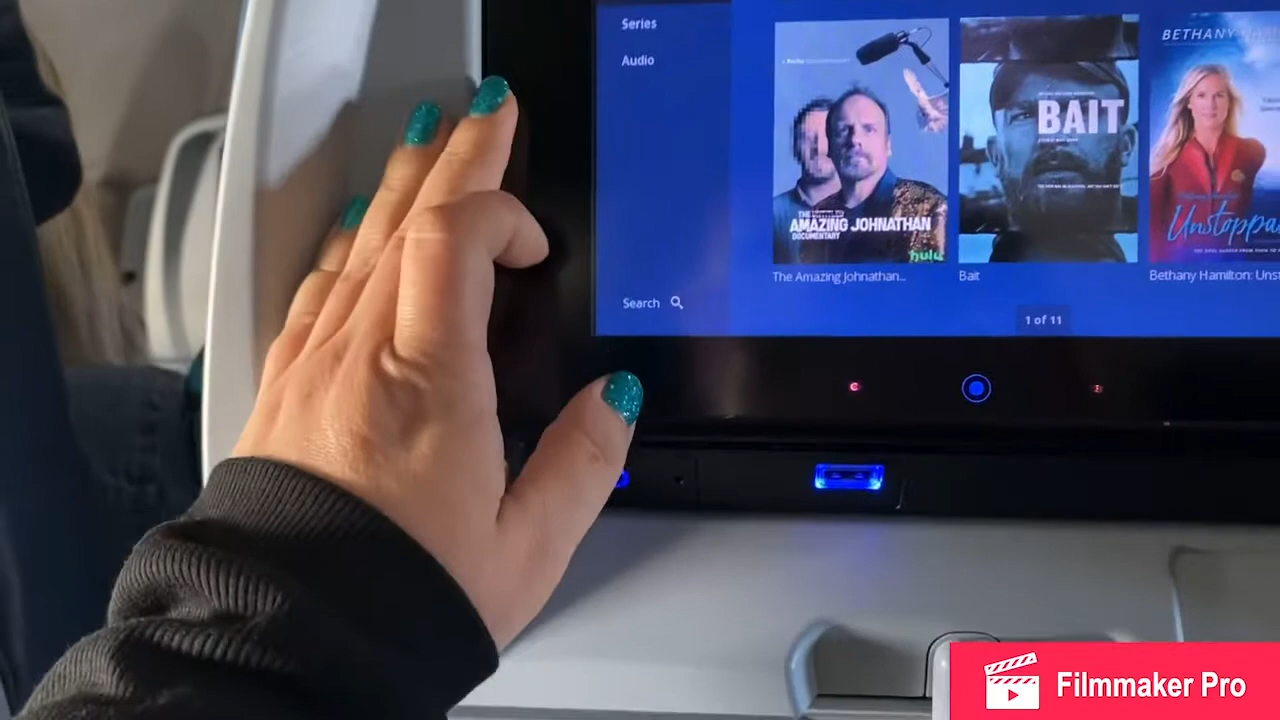 Series
Audio
Search
THE
AMAZING JOHNATHAN
DOCUMENTARY
hulu
The Amazing Johnathan...
BAIT
Bait
BETHANY
Unstoppa
Bethany Hamilton: Unst
1 of 11
Filmmaker Pro